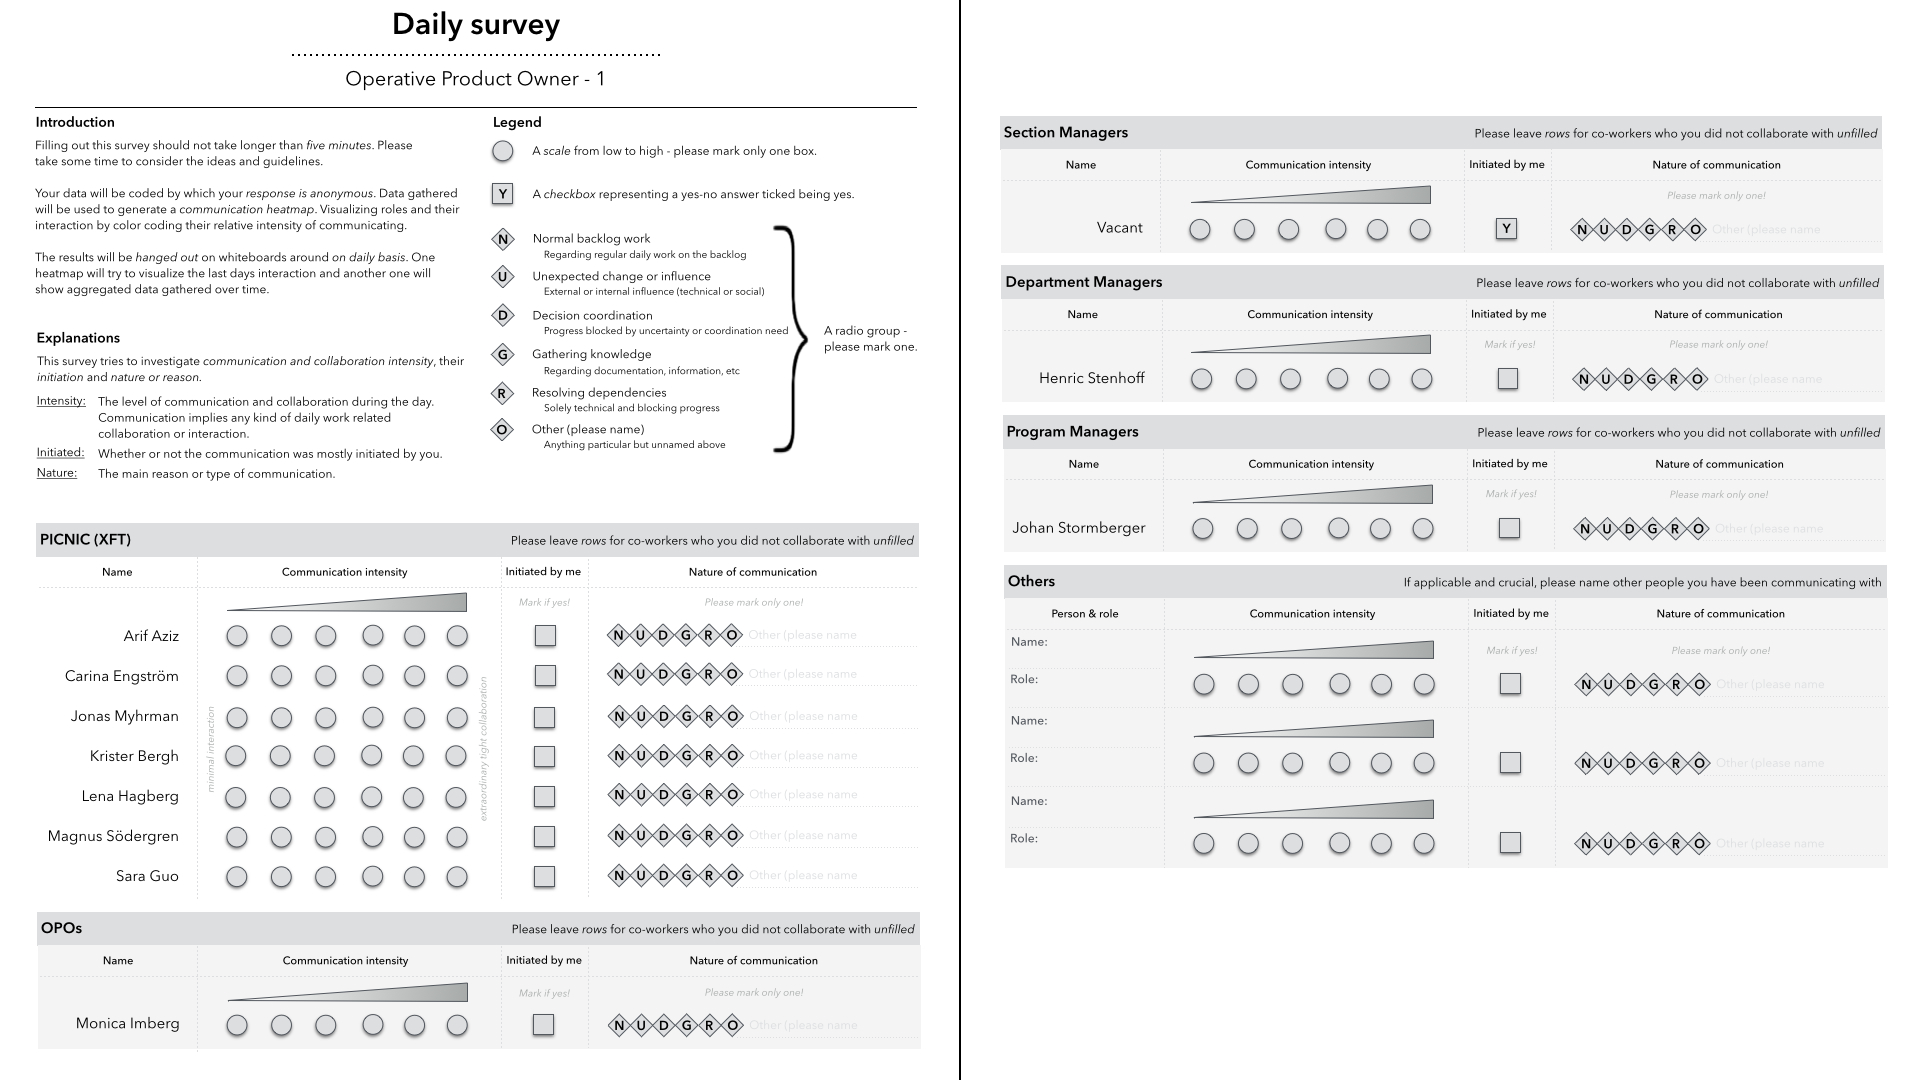 Daily survey
Operative Product Owner - 1
Introduction
Filling out this survey should not take longer than five minutes. Please
take some time to consider the ideas and guidelines.
Your data will be coded by which your response is anonymous. Data gathered
will be used to generate a communication heatmap. Visualizing roles and their
interaction by color coding their relative intensity of communicating.
The results will be hanged out on whiteboards around on daily basis. One
heatmap will try to visualize the last days interaction and another one will
show aggregated data gathered over time.
Explanations
This survey tries to investigate communication and collaboration intensity, their
initiation and nature or reason.
Intensity: The level of communication and collaboration during the day.
Communication implies any kind of daily work related
collaboration or interaction.
Initiated: Whether or not the communication was mostly initiated by you.
Nature: The main reason or type of communication.
Legend
A scale from low to high - please mark only one box.
Y A checkbox representing a yes-no answer ticked being yes.
N Normal backlog work
Regarding regular daily work on the backlog
U Unexpected change or influence
External or internal influence (technical or social)
D Decision coordination
Progress blocked by uncertainty or coordination need
G Gathering knowledge
Regarding documentation, information, etc
R Resolving dependencies
Solely technical and blocking progress
O Other (please name)
Anything particular but unnamed above
A radio group -
please mark one.
PICNIC (XFT) Please leave rows for co-workers who you did not collaborate with unfilled
Name Communication intensity Initiated by me Nature of communication
Mark if yes! Please mark only one!
minimal interaction
extraordinary tight collaboration
Arif Aziz N U D G R O Other (please name
Carina Engström N U D G R O Other (please name
Jonas Myhrman N U D G R O Other (please name
Krister Bergh N U D G R O Other (please name
Lena Hagberg N U D G R O Other (please name
Magnus Södergren N U D G R O Other (please name
Sara Guo N U D G R O Other (please name
OPOs Please leave rows for co-workers who you did not collaborate with unfilled
Name Communication intensity Initiated by me Nature of communication
Mark if yes! Please mark only one!
Monica Imberg N U D G R O Other (please name
Section Managers Please leave rows for co-workers who you did not collaborate with unfilled
Name Communication intensity Initiated by me Nature of communication
Please mark only one!
Vacant Y N U D G R O Other (please name
Department Managers Please leave rows for co-workers who you did not collaborate with unfilled
Name Communication intensity Initiated by me Nature of communication
Mark if yes! Please mark only one!
Henric Stenhoff N U D G R O Other (please name
Program Managers Please leave rows for co-workers who you did not collaborate with unfilled
Name Communication intensity Initiated by me Nature of communication
Mark if yes! Please mark only one!
Johan Stormberger N U D G R O Other (please name
Others If applicable and crucial, please name other people you have been communicating with
Person & role Communication intensity Initiated by me Nature of communication
Name: Mark if yes! Please mark only one!
Role: N U D G R O Other (please name
Name:
Role: N U D G R O Other (please name
Name:
Role: N U D G R O Other (please name